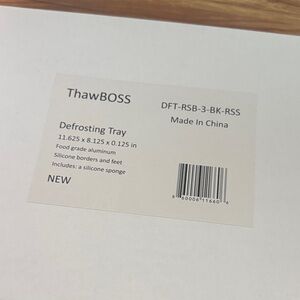 ThawBOSS
DFT-RSB-3-BK-RSS
Made In China
Defrosting Tray
11.625 x 8.125 x 0.125 in
Food grade aluminum
Silicone borders and feet
Includes: a silicone sponge
NEW